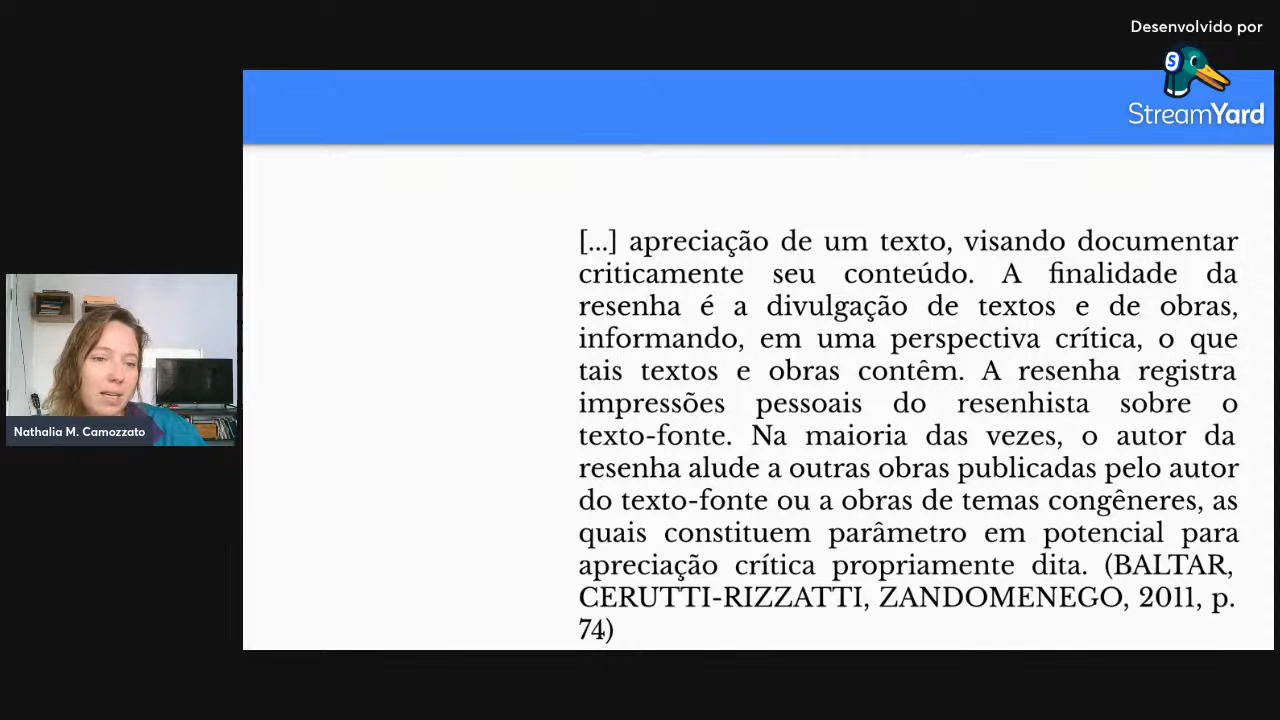 Desenvolvido por
S
StreamYard
[...] apreciação de um texto, visando documentar
criticamente seu conteúdo. A finalidade da
resenha é a divulgação de textos e de obras,
informando, em uma perspectiva crítica, o que
tais textos e obras contêm. A resenha registra
impressões pessoais do resenhista sobre o
texto-fonte. Na maioria das vezes, o autor da
resenha alude a outras obras publicadas pelo autor
do texto-fonte ou a obras de temas congêneres, as
quais constituem parâmetro em potencial para
apreciação crítica propriamente dita. (BALTAR,
CERUTTI-RIZZATTI, ZANDOMENEGO, 2011, p.
74)
Nathalia M. Camozzato